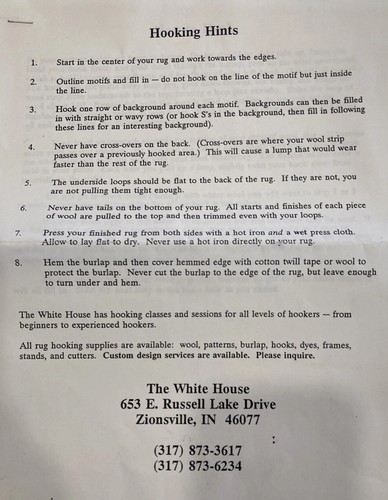 Hooking Hints
1. Start in the center of your rug and work towards the edges.
2. Outline motifs and fill in — do not hook on the line of the motif but just inside
the line.
3. Hook one row of background around each motif. Backgrounds can then be filled
in with straight or wavy rows (or hook S's in the background, then fill in following
these lines for an interesting background).
4. Never have cross-overs on the back. (Cross-overs are where your wool strip
passes over a previously hooked area.) This will cause a lump that would wear
faster than the rest of the rug.
5. The underside loops should be flat to the back of the rug. If they are not, you
are not pulling them tight enough.
6. Never have tails on the bottom of your rug. All starts and finishes of each piece
of wool are pulled to the top and then trimmed even with your loops.
7. Press your finished rug from both sides with a hot iron and a wet press cloth.
Allow to lay flat to dry. Never use a hot iron directly on your rug.
8. Hem the burlap and then cover hemmed edge with cotton twill tape or wool to
protect the burlap. Never cut the burlap to the edge of the rug, but leave enough
to turn under and hem.
The White House has hooking classes and sessions for all levels of hookers — from
beginners to experienced hookers.
All rug hooking supplies are available: wool, patterns, burlap, hooks, dyes, frames,
stands, and cutters. Custom design services are available. Please inquire.
The White House
653 E. Russell Lake Drive
Zionsville, IN 46077
(317) 873-3617
(317) 873-6234